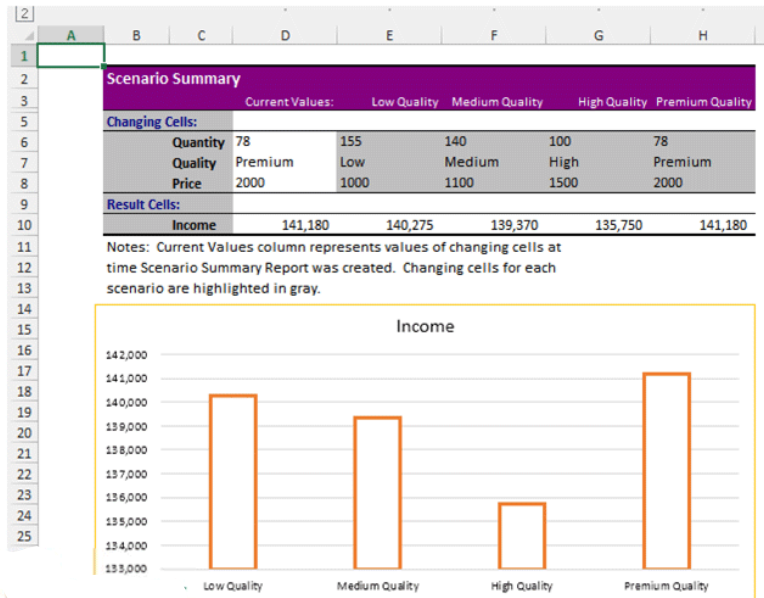 2
A B C D E F G H
1
2 Scenario Summary
3 Current Values: Low Quality Medium Quality High Quality Premium Quality
5 Changing Cells:
6 Quantity 78 155 140 100 78
7 Quality Premium Low Medium High Premium
8 Price 2000 1000 1100 1500 2000
9 Result Cells:
10 Income 141,180 140,275 139,370 135,750 141,180
11 Notes: Current Values column represents values of changing cells at
12 time Scenario Summary Report was created. Changing cells for each
13 scenario are highlighted in gray.
14
15 Income
16 142,000
17 141,000
18 140,000
19 139,000
20 138,000
21 137,000
22 136,000
23 135,000
24 134,000
25
133,000
Low Quality Medium Quality High Quality Premium Quality